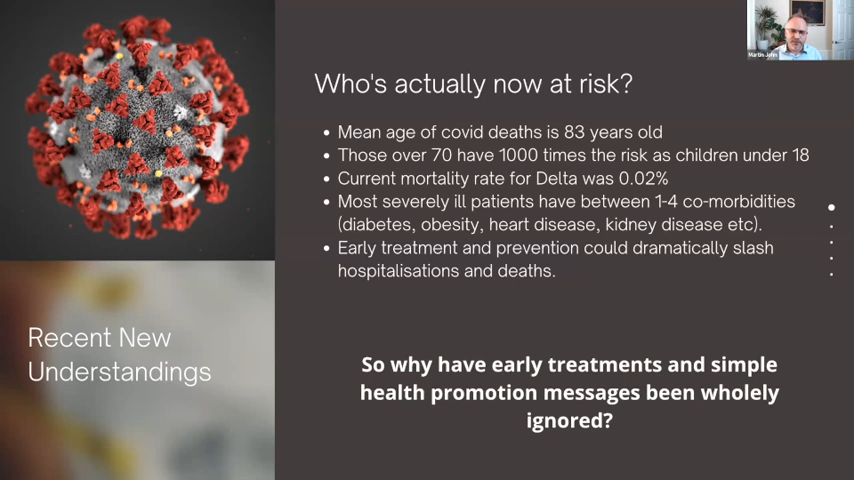 Martin John
Who's actually now at risk?
• Mean age of covid deaths is 83 years old
• Those over 70 have 1000 times the risk as children under 18
• Current mortality rate for Delta was 0.02%
• Most severely ill patients have between 1-4 co-morbidities
(diabetes, obesity, heart disease, kidney disease etc).
• Early treatment and prevention could dramatically slash
hospitalisations and deaths.
Recent New
Understandings
So why have early treatments and simple
health promotion messages been wholely
ignored?